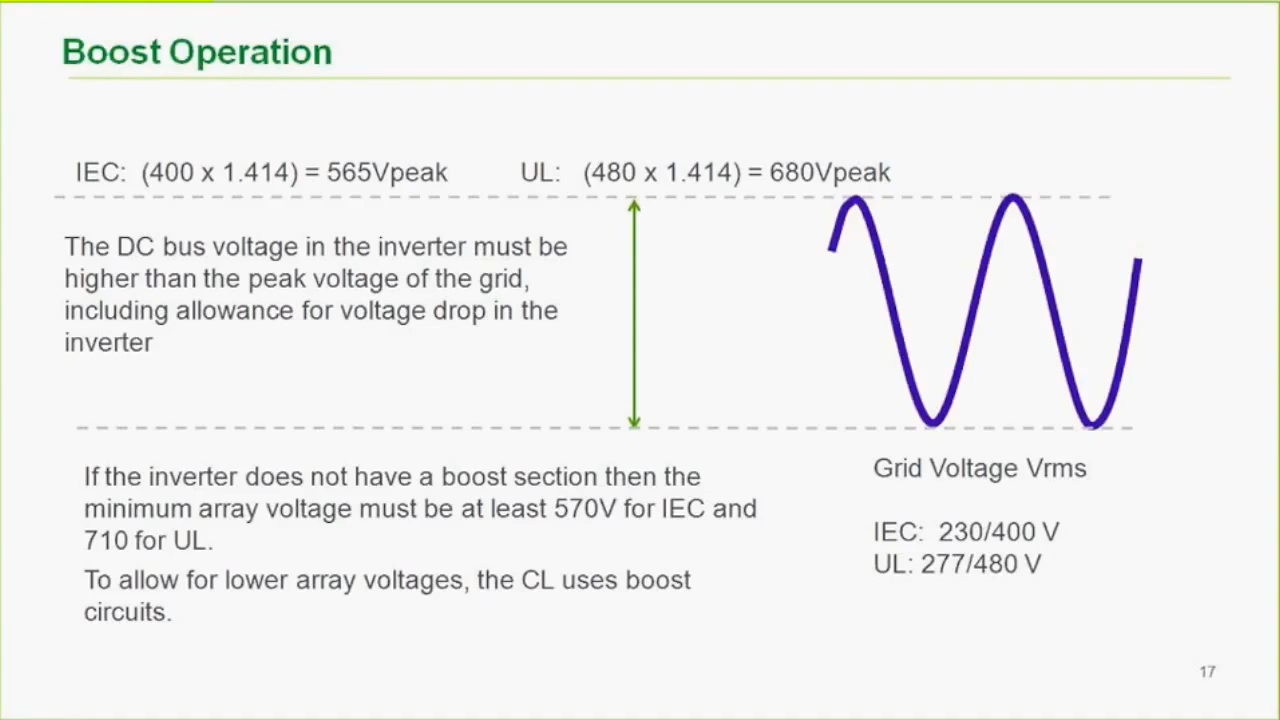 Boost Operation
IEC: (400 x 1.414) = 565Vpeak
UL: (480 x 1.414) = 680Vpeak
The DC bus voltage in the inverter must be
higher than the peak voltage of the grid,
including allowance for voltage drop in the
inverter
If the inverter does not have a boost section then the
minimum array voltage must be at least 570V for IEC and
710 for UL.
To allow for lower array voltages, the CL uses boost
circuits.
Grid Voltage Vrms
IEC: 230/400 V
UL: 277/480 V
17